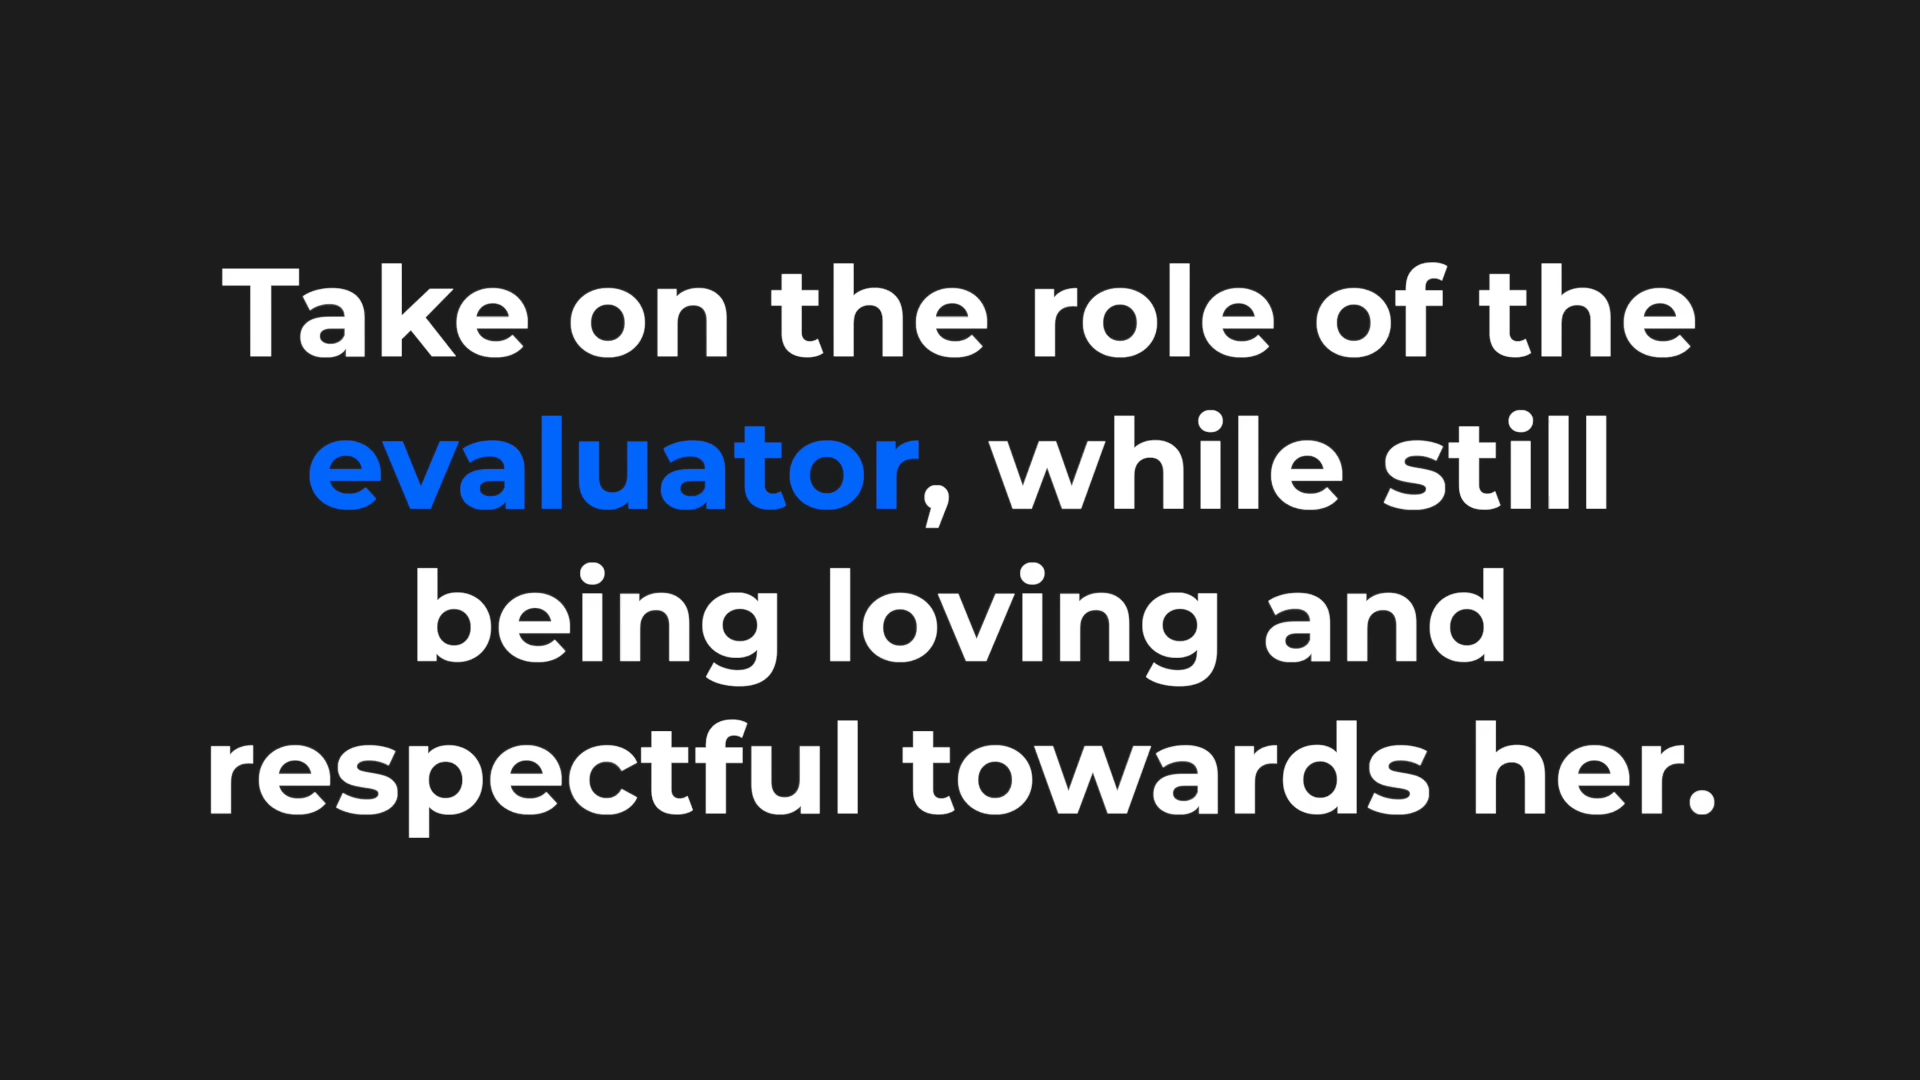 Take on the role of the
evaluator, while still
being loving and
respectful towards her.